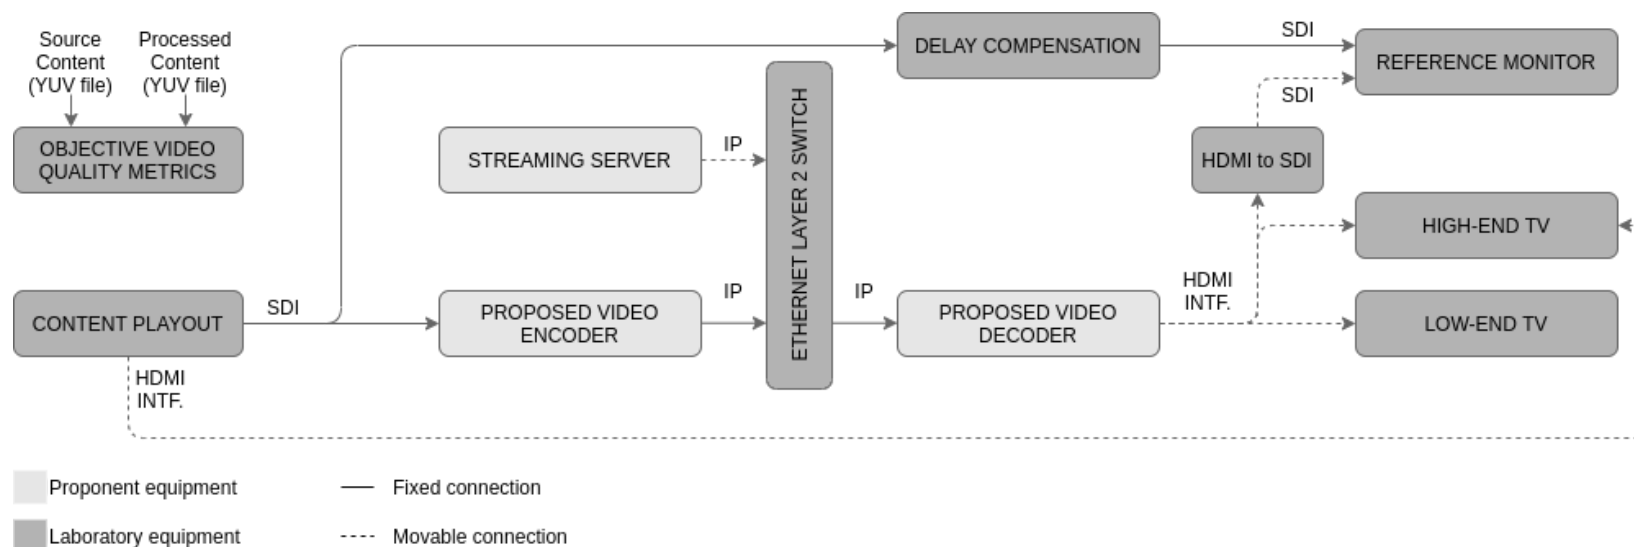 Source
Content
(YUV file)
Processed
Content
(YUV file)
OBJECTIVE VIDEO
QUALITY METRICS
DELAY COMPENSATION
SDI
REFERENCE MONITOR
SDI
STREAMING SERVER
IP
ETHERNET LAYER 2 SWITCH
HDMI to SDI
HIGH-END TV
CONTENT PLAYOUT
SDI
PROPOSED VIDEO
ENCODER
IP
IP
PROPOSED VIDEO
DECODER
HDMI
INTF.
LOW-END TV
HDMI
INTF.
Proponent equipment
Fixed connection
Laboratory equipment
Movable connection